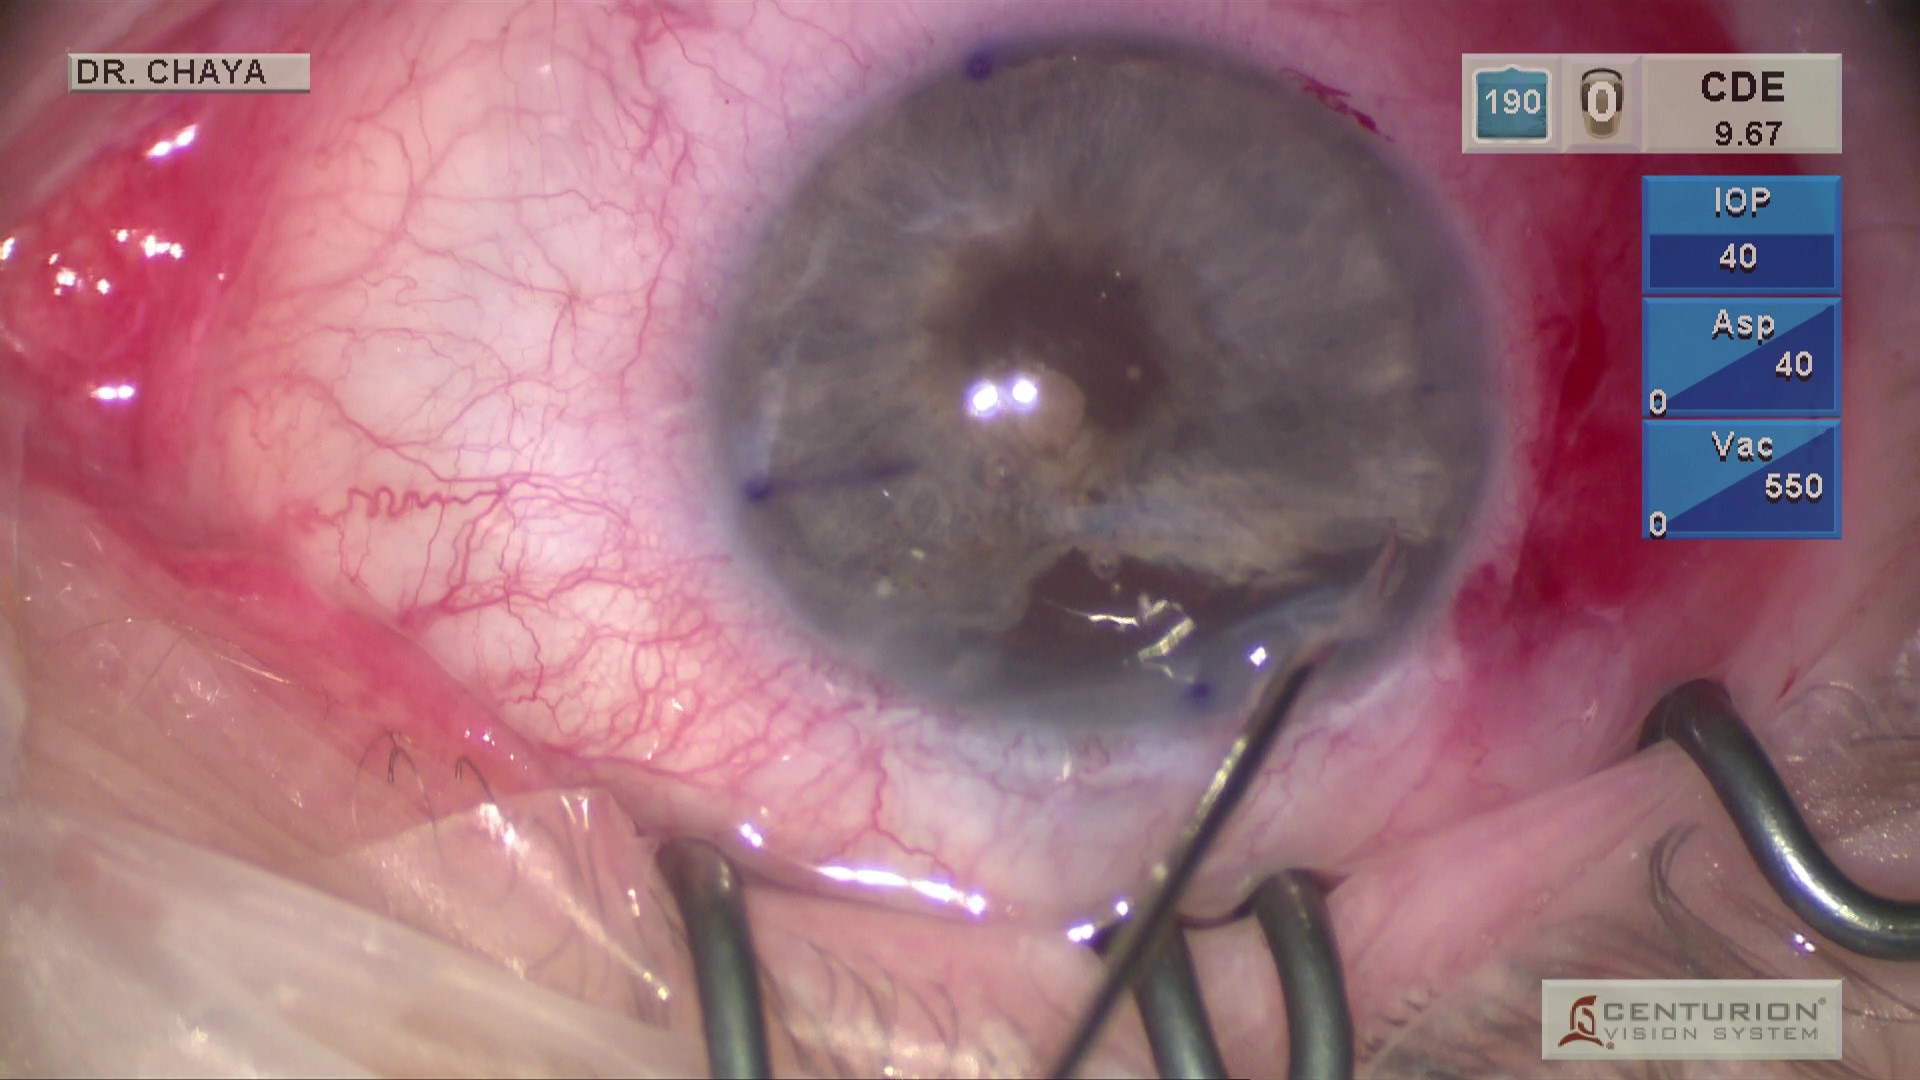 DR. CHAYA
190
0
CDE
9.67
IOP
40
Asp
40
0
Vac
550
0
CENTURION®
VISION SYSTEM